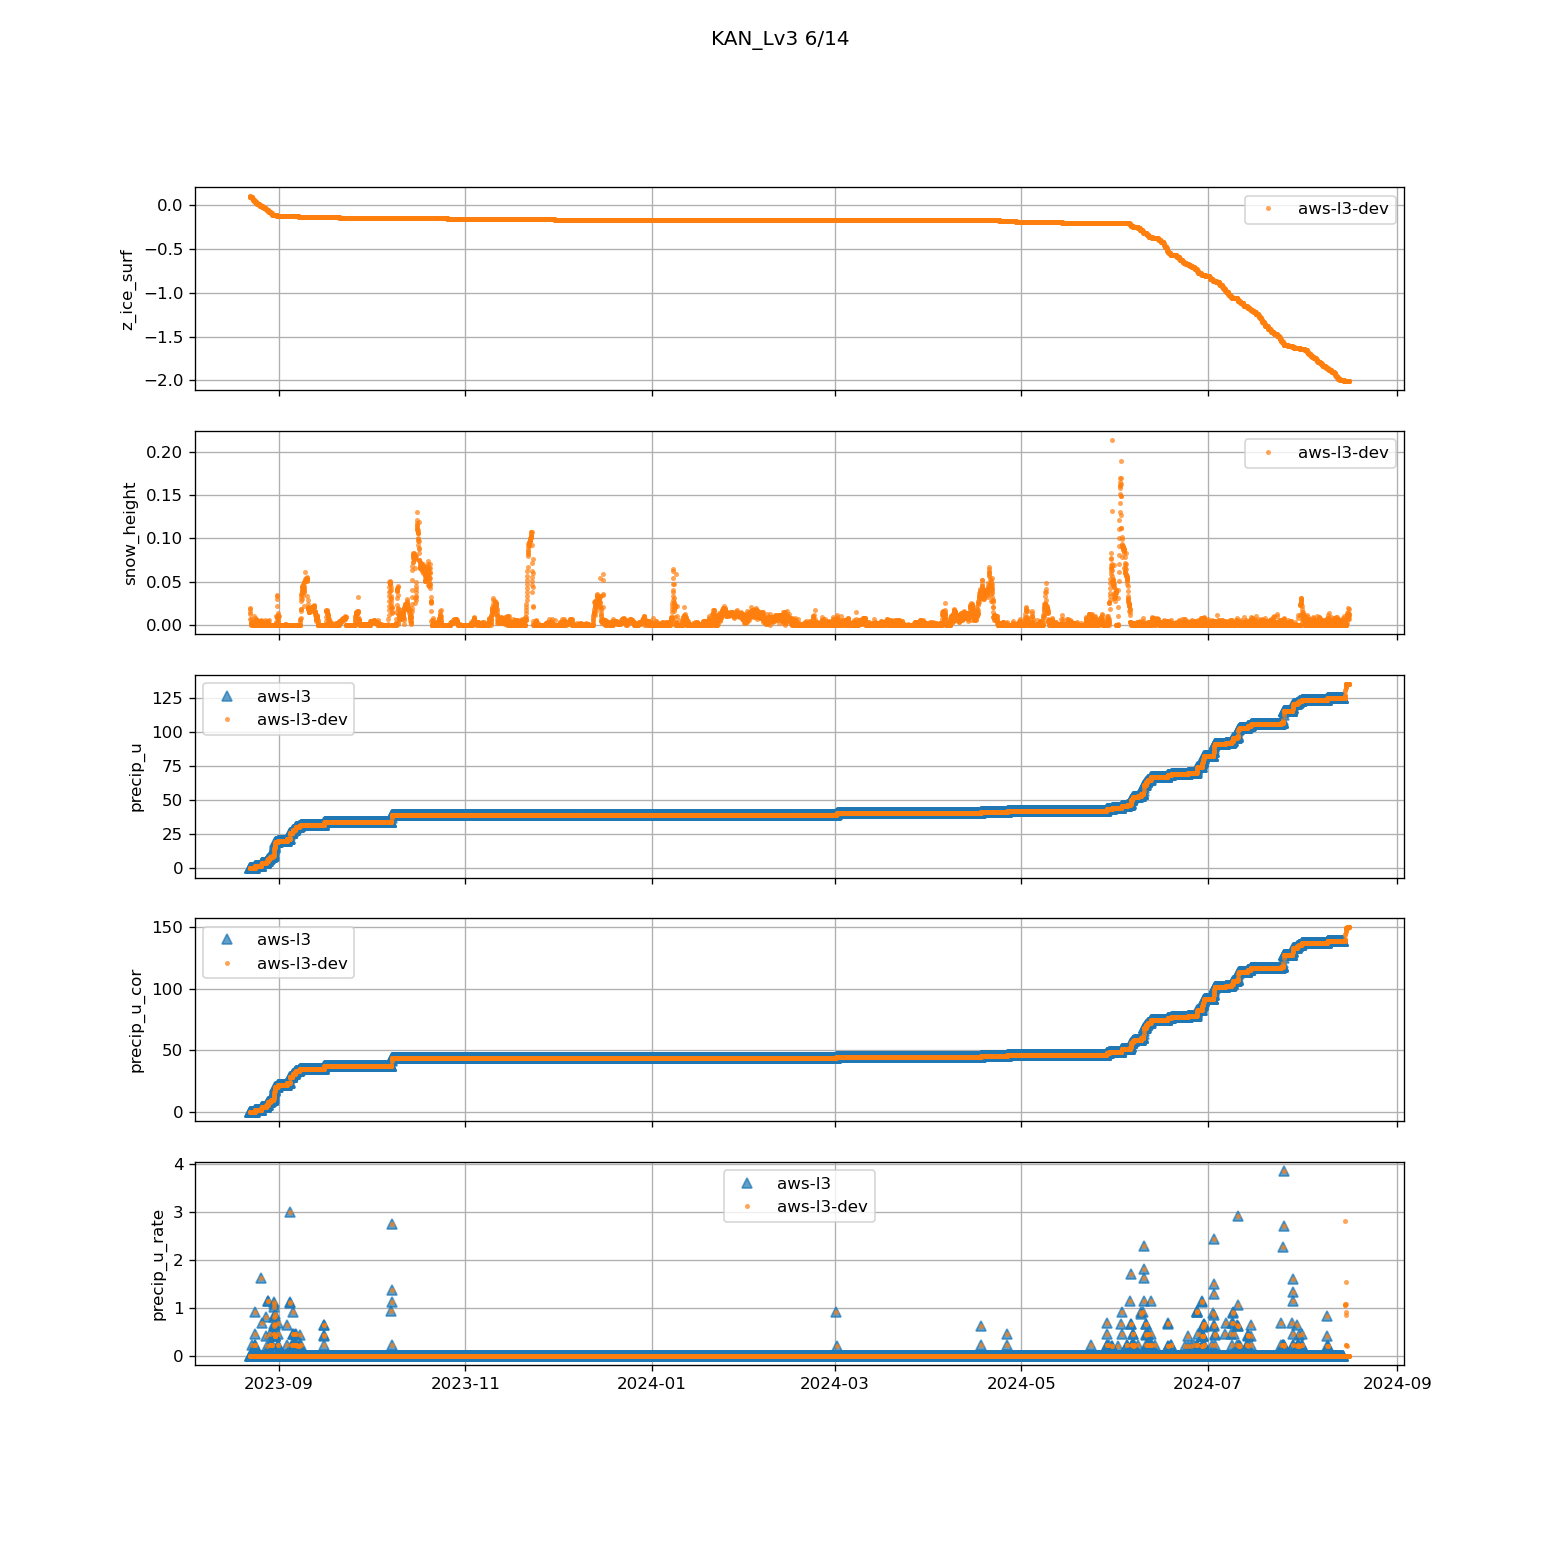 KAN_Lv3 6/14
0.0
−0.5
−1.0
−1.5
−2.0
z_ice_surf
aws-l3-dev
0.20
0.15
0.10
0.05
0.00
snow_height
aws-l3-dev
125
100
75
50
25
0
precip_u
aws-l3
aws-l3-dev
150
100
50
0
precip_u_cor
aws-l3
aws-l3-dev
4
3
2
1
0
precip_u_rate
aws-l3
aws-l3-dev
2023-09
2023-11
2024-01
2024-03
2024-05
2024-07
2024-09